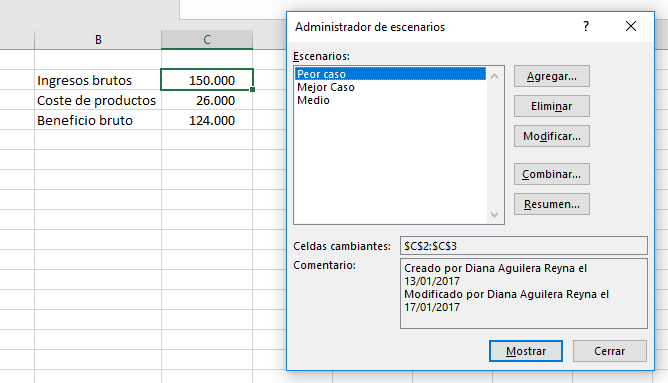 B C
Ingresos brutos 150.000
Coste de productos 26.000
Beneficio bruto 124.000
Administrador de escenarios ? ×
Escenarios:
Peor caso
Mejor Caso
Medio
Agregar...
Eliminar
Modificar...
Combinar...
Resumen...
Celdas cambiantes: $C$2:$C$3
Comentario:
Creado por Diana Aguilera Reyna el
13/01/2017
Modificado por Diana Aguilera Reyna el
17/01/2017
Mostrar Cerrar